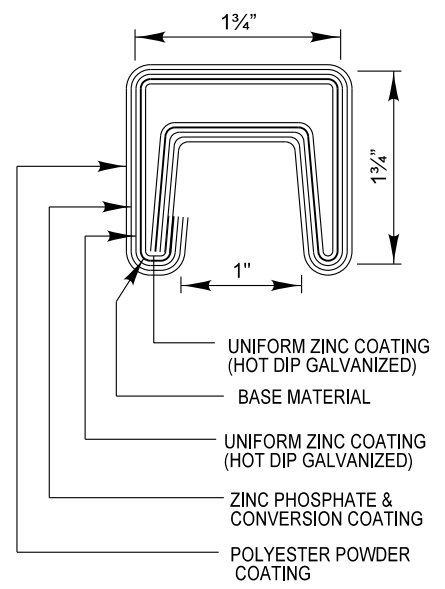 1¾"
1¾"
1"
UNIFORM ZINC COATING
(HOT DIP GALVANIZED)
BASE MATERIAL
UNIFORM ZINC COATING
(HOT DIP GALVANIZED)
ZINC PHOSPHATE &
CONVERSION COATING
POLYESTER POWDER
COATING